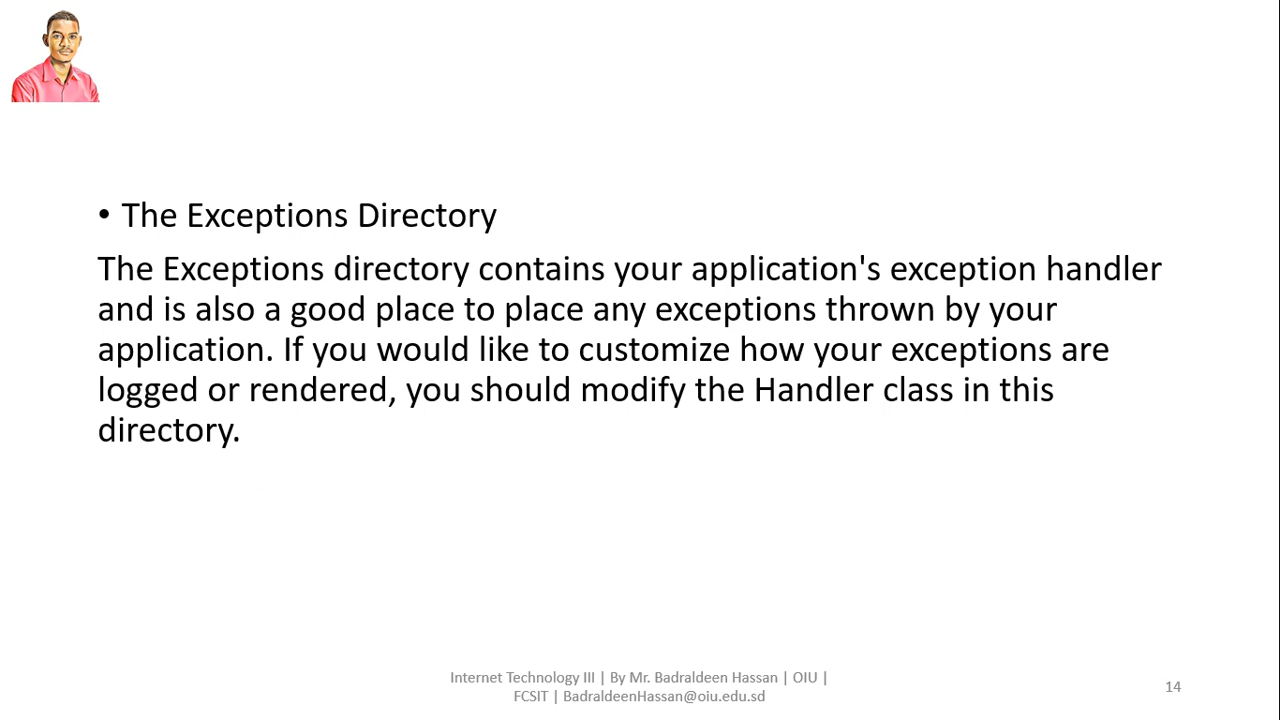 • The Exceptions Directory
The Exceptions directory contains your application's exception handler
and is also a good place to place any exceptions thrown by your
application. If you would like to customize how your exceptions are
logged or rendered, you should modify the Handler class in this
directory.
Internet Technology III | By Mr. Badraldeen Hassan | OIU |
FCSIT | BadraldeenHassan@oiu.edu.sd
14